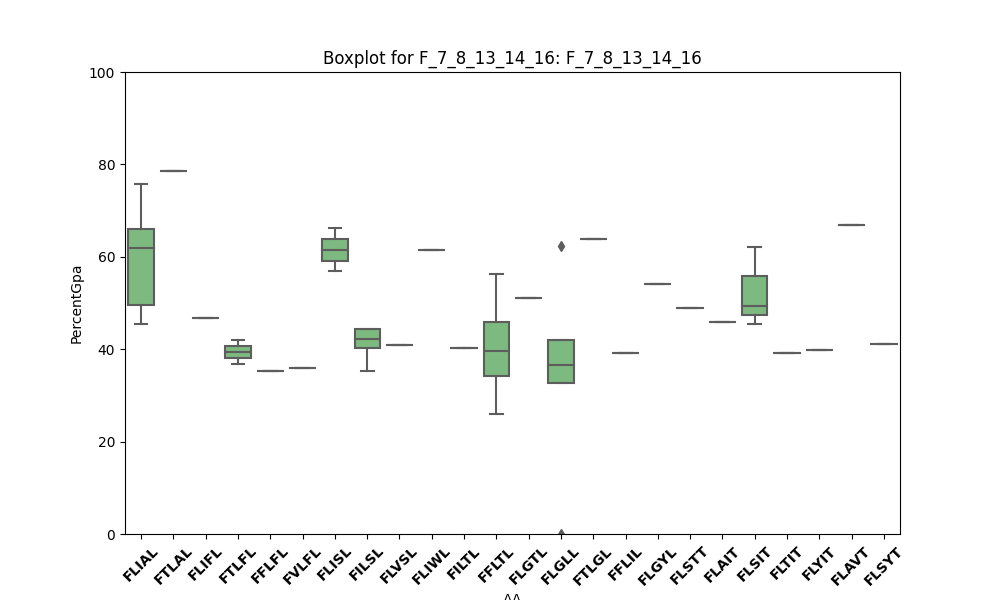 Boxplot for F_7_8_13_14_16: F_7_8_13_14_16
100
80
60
40
20
0
PercentGpa
FLIAL
FTLAL
FLIFL
FTLFL
FFLFL
FVLFL
FLISL
FILSL
FLVSL
FLIWL
FILTL
FFLTL
FLGTL
FLGLL
FTLGL
FFLIL
FLGYL
FLSTT
FLAIT
FLSIT
FLTIT
FLYIT
FLAVT
FLSYT
AA